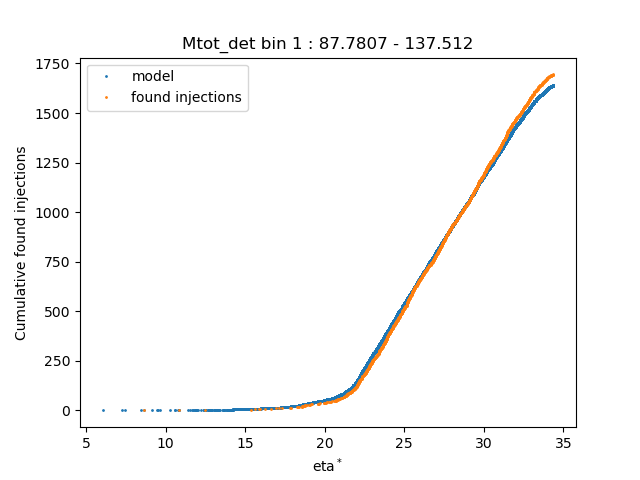 Mtot_det bin 1 : 87.7807 - 137.512
model
found injections
Cumulative found injections
1750
1500
1250
1000
750
500
250
0
5 10 15 20 25 30 35
eta*